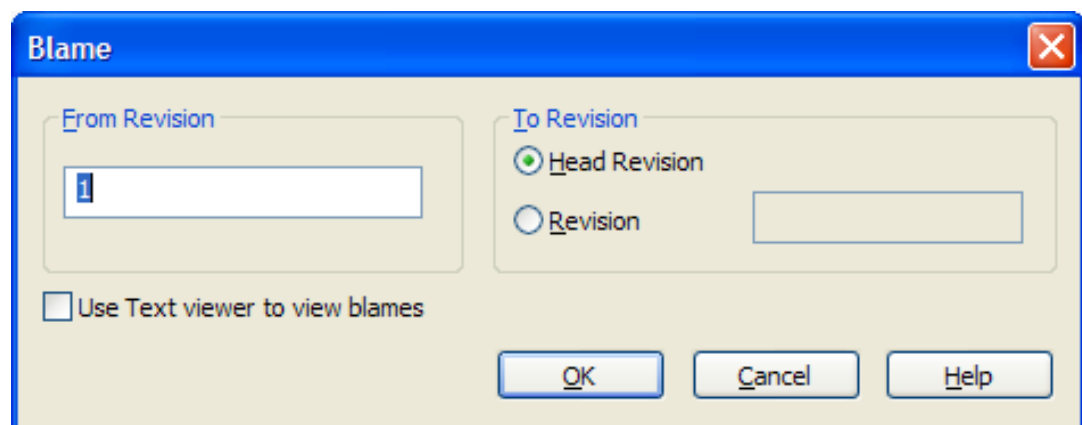 Blame
From Revision
1
To Revision
Head Revision
Revision
Use Text viewer to view blames
OK
Cancel
Help